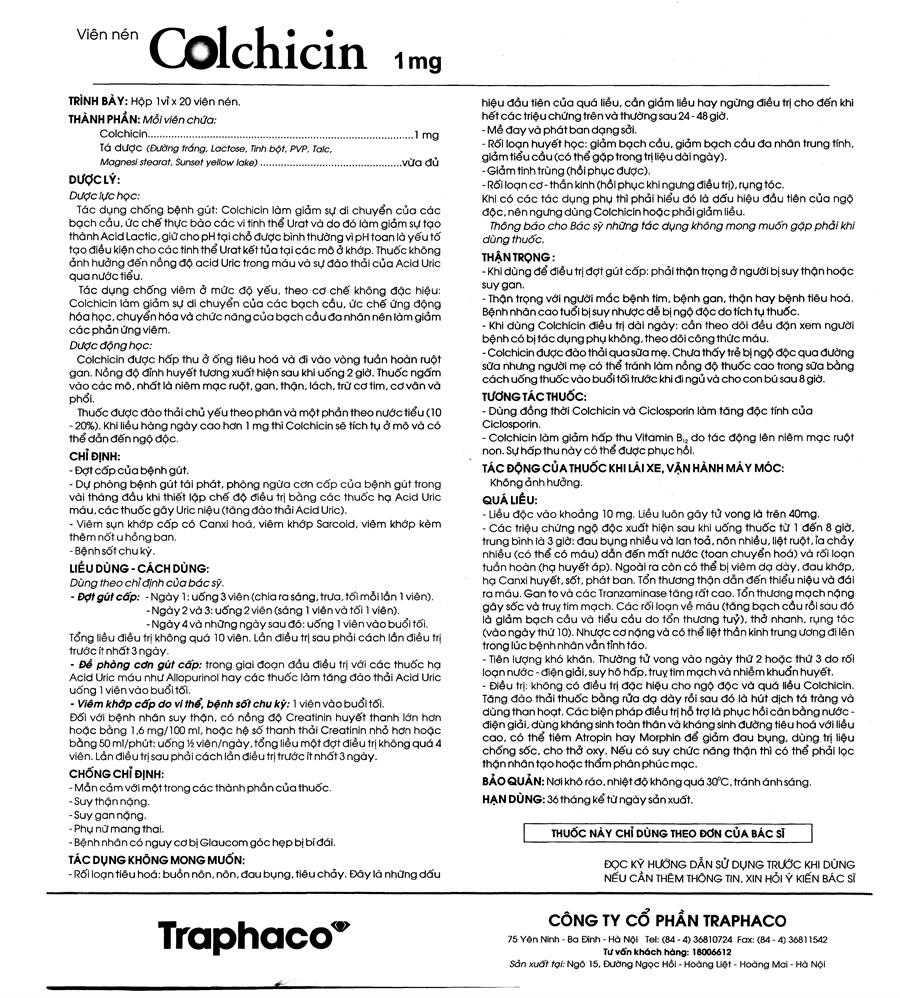 Viên nén
Colchicin 1 mg
TRÌNH BÀY: Hộp 1vỉ x 20 viên nén.
THÀNH PHẦN: Mỗi viên chứa:
Colchicin....................................................................................1 mg
Tá dược (Đường trắng, Lactose, Tinh bột, PVP, Talc,
Magnesi stearat, Sunset yellow lake) ..........................................vừa đủ
DƯỢC LÝ:
Dược lực học:
Tác dụng chống bệnh gút: Colchicin làm giảm sự di chuyển của các
bạch cầu, ức chế thực bào các vi tinh thể Urat và do đó làm giảm sự tạo
thành Acid Lactic, giữ cho pH tại chỗ được bình thường vì pH toan là yếu tố
tạo điều kiện cho các tinh thể Urat kết tủa tại các mô ở khớp. Thuốc không
ảnh hưởng đến nồng độ acid Uric trong máu và sự đào thải của Acid Uric
qua nước tiểu.
Tác dụng chống viêm ở mức độ yếu, theo cơ chế không đặc hiệu:
Colchicin làm giảm sự di chuyển của các bạch cầu, ức chế ứng động
hóa học, chuyển hóa và chức năng của bạch cầu đa nhân nên làm giảm
các phản ứng viêm.
Dược động học:
Colchicin được hấp thu ở ống tiêu hoá và đi vào vòng tuần hoàn ruột
gan. Nồng độ đỉnh huyết tương xuất hiện sau khi uống 2 giờ. Thuốc ngấm
vào các mô, nhất là niêm mạc ruột, gan, thận, lách, trừ cơ tim, cơ vân và
phổi.
Thuốc được đào thải chủ yếu theo phân và một phần theo nước tiểu (10
- 20%). Khi liều hàng ngày cao hơn 1 mg thì Colchicin sẽ tích tụ ở mô và có
thể dẫn đến ngộ độc.
CHỈ ĐỊNH:
- Đợt cấp của bệnh gút.
- Dự phòng bệnh gút tái phát, phòng ngừa cơn cấp của bệnh gút trong
vài tháng đầu khi thiết lập chế độ điều trị bằng các thuốc hạ Acid Uric
máu, các thuốc gây Uric niệu (tăng đào thải Acid Uric).
- Viêm sụn khớp cấp có Canxi hoá, viêm khớp Sarcoid, viêm khớp kèm
thêm nốt u hồng ban.
- Bệnh sốt chu kỳ.
LIỀU DÙNG - CÁCH DÙNG:
Dùng theo chỉ định của bác sỹ.
- Đợt gút cấp: - Ngày 1: uống 3 viên (chia ra sáng, trưa, tối mỗi lần 1 viên).
- Ngày 2 và 3: uống 2 viên (sáng 1 viên và tối 1 viên).
- Ngày 4 và những ngày sau đó: uống 1 viên vào buổi tối.
Tổng liều điều trị không quá 10 viên. Lần điều trị sau phải cách lần điều trị
trước ít nhất 3 ngày.
- Đề phòng cơn gút cấp: trong giai đoạn đầu điều trị với các thuốc hạ
Acid Uric máu như Allopurinol hay các thuốc làm tăng đào thải Acid Uric
uống 1 viên vào buổi tối.
- Viêm khớp cấp do vi thể, bệnh sốt chu kỳ: 1 viên vào buổi tối.
Đối với bệnh nhân suy thận, có nồng độ Creatinin huyết thanh lớn hơn
hoặc bằng 1,6 mg/100 ml, hoặc hệ số thanh thải Creatinin nhỏ hơn hoặc
bằng 50 ml/phút: uống ½ viên/ngày, tổng liều một đợt điều trị không quá 4
viên. Lần điều trị sau phải cách lần điều trị trước ít nhất 3 ngày.
CHỐNG CHỈ ĐỊNH:
- Mẫn cảm với một trong các thành phần của thuốc.
- Suy thận nặng.
- Suy gan nặng.
- Phụ nữ mang thai.
- Bệnh nhân có nguy cơ bị Glaucom góc hẹp bị bí đái.
TÁC DỤNG KHÔNG MONG MUỐN:
- Rối loạn tiêu hoá: buồn nôn, nôn, đau bụng, tiêu chảy. Đây là những dấu
hiệu đầu tiên của quá liều, cần giảm liều hay ngừng điều trị cho đến khi
hết các triệu chứng trên và thường sau 24 - 48 giờ.
- Mề đay và phát ban dạng sởi.
- Rối loạn huyết học: giảm bạch cầu, giảm bạch cầu đa nhân trung tính,
giảm tiểu cầu (có thể gặp trong trị liệu dài ngày).
- Giảm tinh trùng (hồi phục được).
- Rối loạn cơ - thần kinh (hồi phục khi ngưng điều trị), rụng tóc.
Khi có các tác dụng phụ thì phải hiểu đó là dấu hiệu đầu tiên của ngộ
độc, nên ngưng dùng Colchicin hoặc phải giảm liều.
Thông báo cho Bác sỹ những tác dụng không mong muốn gặp phải khi
dùng thuốc.
THẬN TRỌNG :
- Khi dùng để điều trị đợt gút cấp: phải thận trọng ở người bị suy thận hoặc
suy gan.
- Thận trọng với người mắc bệnh tim, bệnh gan, thận hay bệnh tiêu hoá.
Bệnh nhân cao tuổi bị suy nhược dễ bị ngộ độc do tích tụ thuốc.
- Khi dùng Colchicin điều trị dài ngày: cần theo dõi đều đặn xem người
bệnh có bị tác dụng phụ không, theo dõi công thức máu.
- Colchicin được đào thải qua sữa mẹ. Chưa thấy trẻ bị ngộ độc qua đường
sữa nhưng người mẹ có thể tránh làm nồng độ thuốc cao trong sữa bằng
cách uống thuốc vào buổi tối trước khi đi ngủ và cho con bú sau 8 giờ.
TƯƠNG TÁC THUỐC:
- Dùng đồng thời Colchicin và Ciclosporin làm tăng độc tính của
Ciclosporin.
- Colchicin làm giảm hấp thu Vitamin B₁₂ do tác động lên niêm mạc ruột
non. Sự hấp thu này có thể được phục hồi.
TÁC ĐỘNG CỦA THUỐC KHI LÁI XE, VẬN HÀNH MÁY MÓC:
Không ảnh hưởng.
QUÁ LIỀU:
- Liều độc vào khoảng 10 mg. Liều luôn gây tử vong là trên 40mg.
- Các triệu chứng ngộ độc xuất hiện sau khi uống thuốc từ 1 đến 8 giờ,
trung bình là 3 giờ: đau bụng nhiều và lan toả, nôn nhiều, liệt ruột, ỉa chảy
nhiều (có thể có máu) dẫn đến mất nước (toan chuyển hoá) và rối loạn
tuần hoàn (hạ huyết áp). Ngoài ra còn có thể bị viêm dạ dày, đau khớp,
hạ Canxi huyết, sốt, phát ban. Tổn thương thận dẫn đến thiểu niệu và đái
ra máu. Gan to và các Tranzaminase tăng rất cao. Tổn thương mạch nặng
gây sốc và truỵ tim mạch. Các rối loạn về máu (tăng bạch cầu rồi sau đó
là giảm bạch cầu và tiểu cầu do tổn thương tuỷ), thở nhanh, rụng tóc
(vào ngày thứ 10). Nhược cơ nặng và có thể liệt thần kinh trung ương đi lên
trong lúc bệnh nhân vẫn tỉnh táo.
- Tiên lượng khó khăn. Thường tử vong vào ngày thứ 2 hoặc thứ 3 do rối
loạn nước - điện giải, suy hô hấp, truỵ tim mạch và nhiễm khuẩn huyết.
- Điều trị: không có điều trị đặc hiệu cho ngộ độc và quá liều Colchicin.
Tăng đào thải thuốc bằng rửa dạ dày rồi sau đó là hút dịch tá tràng và
dùng than hoạt. Các biện pháp điều trị hỗ trợ là phục hồi cân bằng nước -
điện giải, dùng kháng sinh toàn thân và kháng sinh đường tiêu hoá với liều
cao, có thể tiêm Atropin hay Morphin để giảm đau bụng, dùng trị liệu
chống sốc, cho thở oxy. Nếu có suy chức năng thận thì có thể phải lọc
thận nhân tạo hoặc thẩm phân phúc mạc.
BẢO QUẢN: Nơi khô ráo, nhiệt độ không quá 30°C, tránh ánh sáng.
HẠN DÙNG: 36 tháng kể từ ngày sản xuất.
THUỐC NÀY CHỈ DÙNG THEO ĐƠN CỦA BÁC SĨ
ĐỌC KỸ HƯỚNG DẪN SỬ DỤNG TRƯỚC KHI DÙNG
NẾU CẦN THÊM THÔNG TIN, XIN HỎI Ý KIẾN BÁC SĨ
Traphaco
CÔNG TY CỔ PHẦN TRAPHACO
75 Yên Ninh - Ba Đình - Hà Nội Tel: (84 - 4) 36810724 Fax: (84 - 4) 36811542
Tư vấn khách hàng: 18006612
Sản xuất tại: Ngõ 15, Đường Ngọc Hồi - Hoàng Liệt - Hoàng Mai - Hà Nội